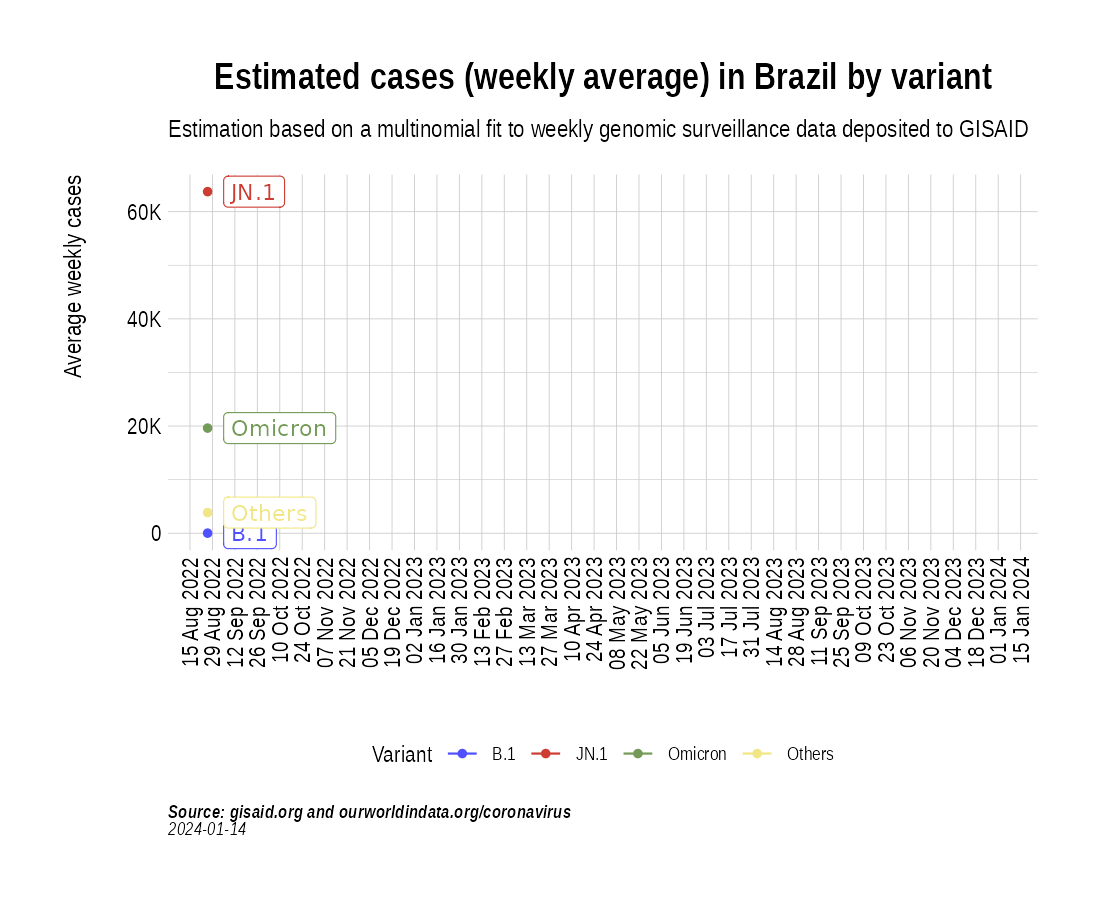 Estimated cases (weekly average) in Brazil by variant
Estimation based on a multinomial fit to weekly genomic surveillance data deposited to GISAID
Average weekly cases
60K
40K
20K
0
JN.1
Omicron
Others
B.1
15 Aug 2022
29 Aug 2022
12 Sep 2022
26 Sep 2022
10 Oct 2022
24 Oct 2022
07 Nov 2022
21 Nov 2022
05 Dec 2022
19 Dec 2022
02 Jan 2023
16 Jan 2023
30 Jan 2023
13 Feb 2023
27 Feb 2023
13 Mar 2023
27 Mar 2023
10 Apr 2023
24 Apr 2023
08 May 2023
22 May 2023
05 Jun 2023
19 Jun 2023
03 Jul 2023
17 Jul 2023
31 Jul 2023
14 Aug 2023
28 Aug 2023
11 Sep 2023
25 Sep 2023
09 Oct 2023
23 Oct 2023
06 Nov 2023
20 Nov 2023
04 Dec 2023
18 Dec 2023
01 Jan 2024
15 Jan 2024
Variant B.1 JN.1 Omicron Others
Source: gisaid.org and ourworldindata.org/coronavirus
2024-01-14